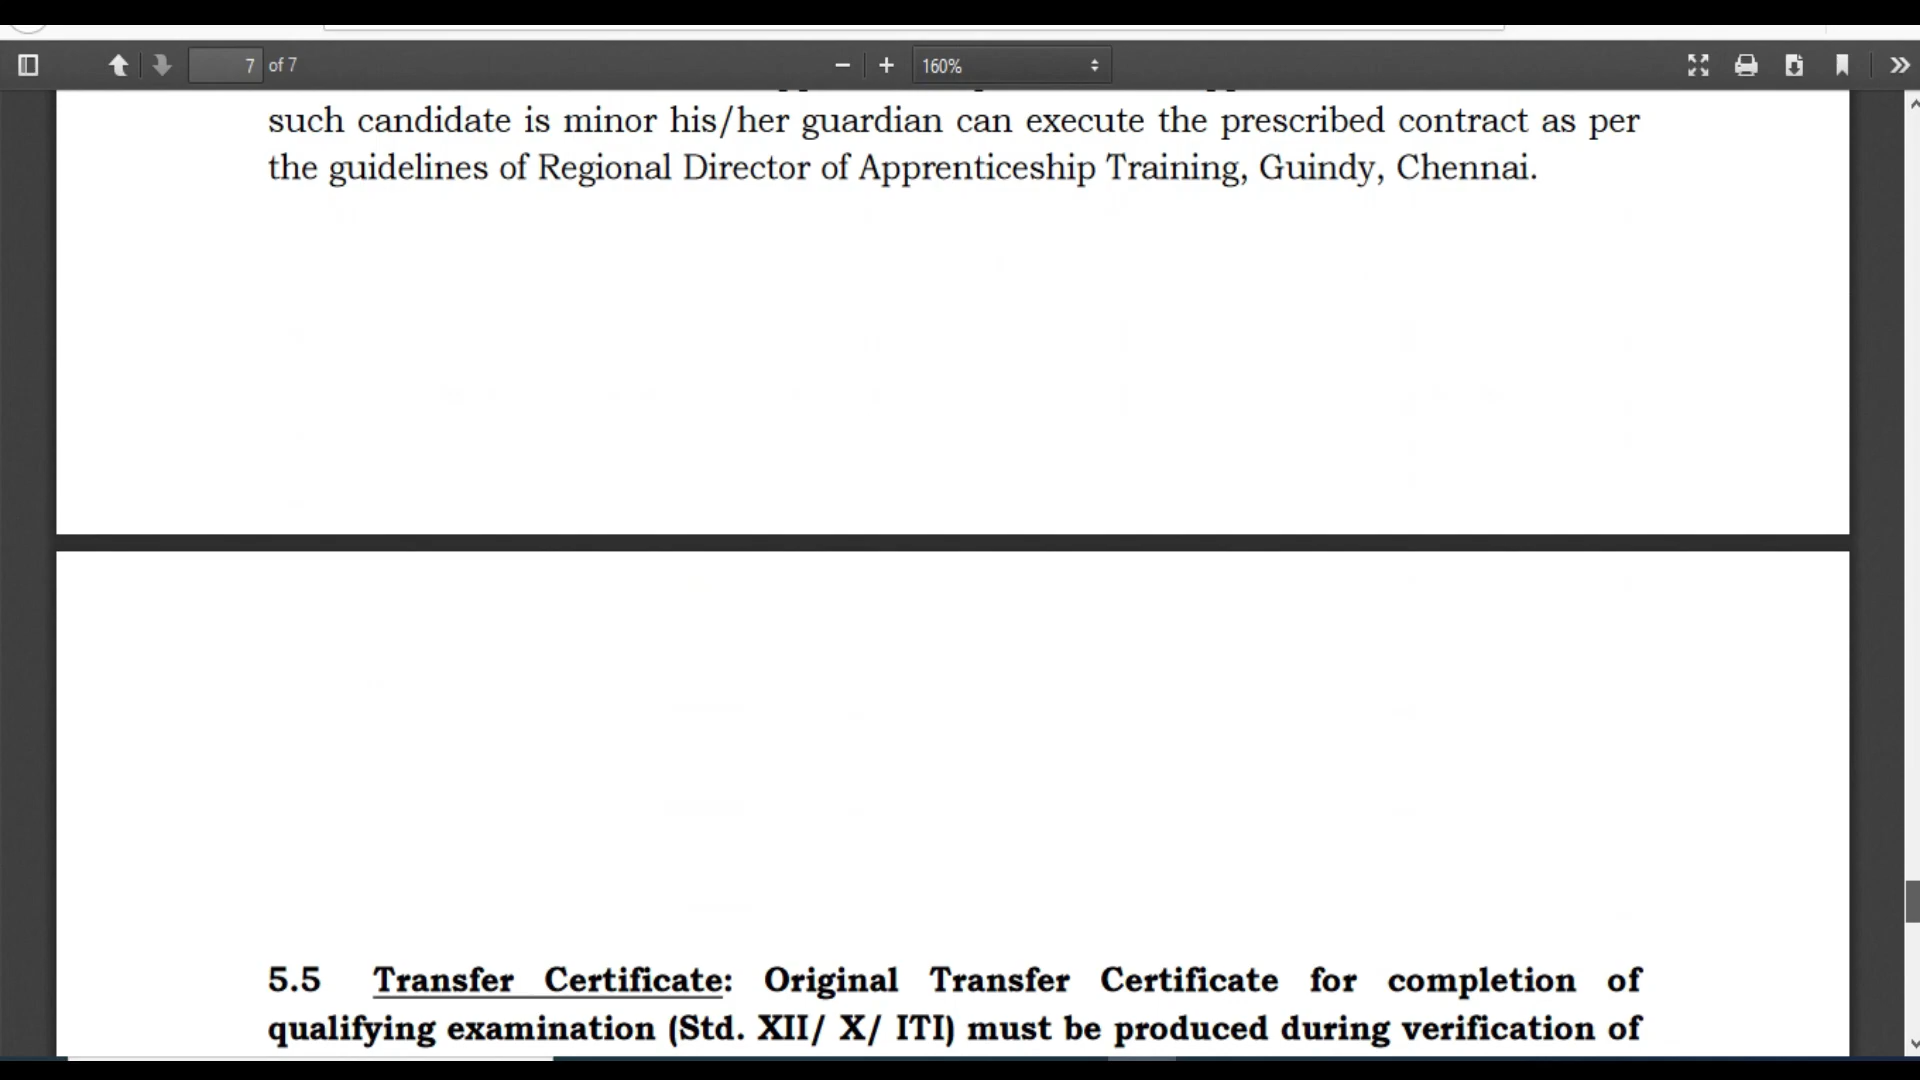 7 of 7
160%
such candidate is minor his/her guardian can execute the prescribed contract as per
the guidelines of Regional Director of Apprenticeship Training, Guindy, Chennai.
5.5 Transfer Certificate: Original Transfer Certificate for completion of
qualifying examination (Std. XII/ X/ ITI) must be produced during verification of